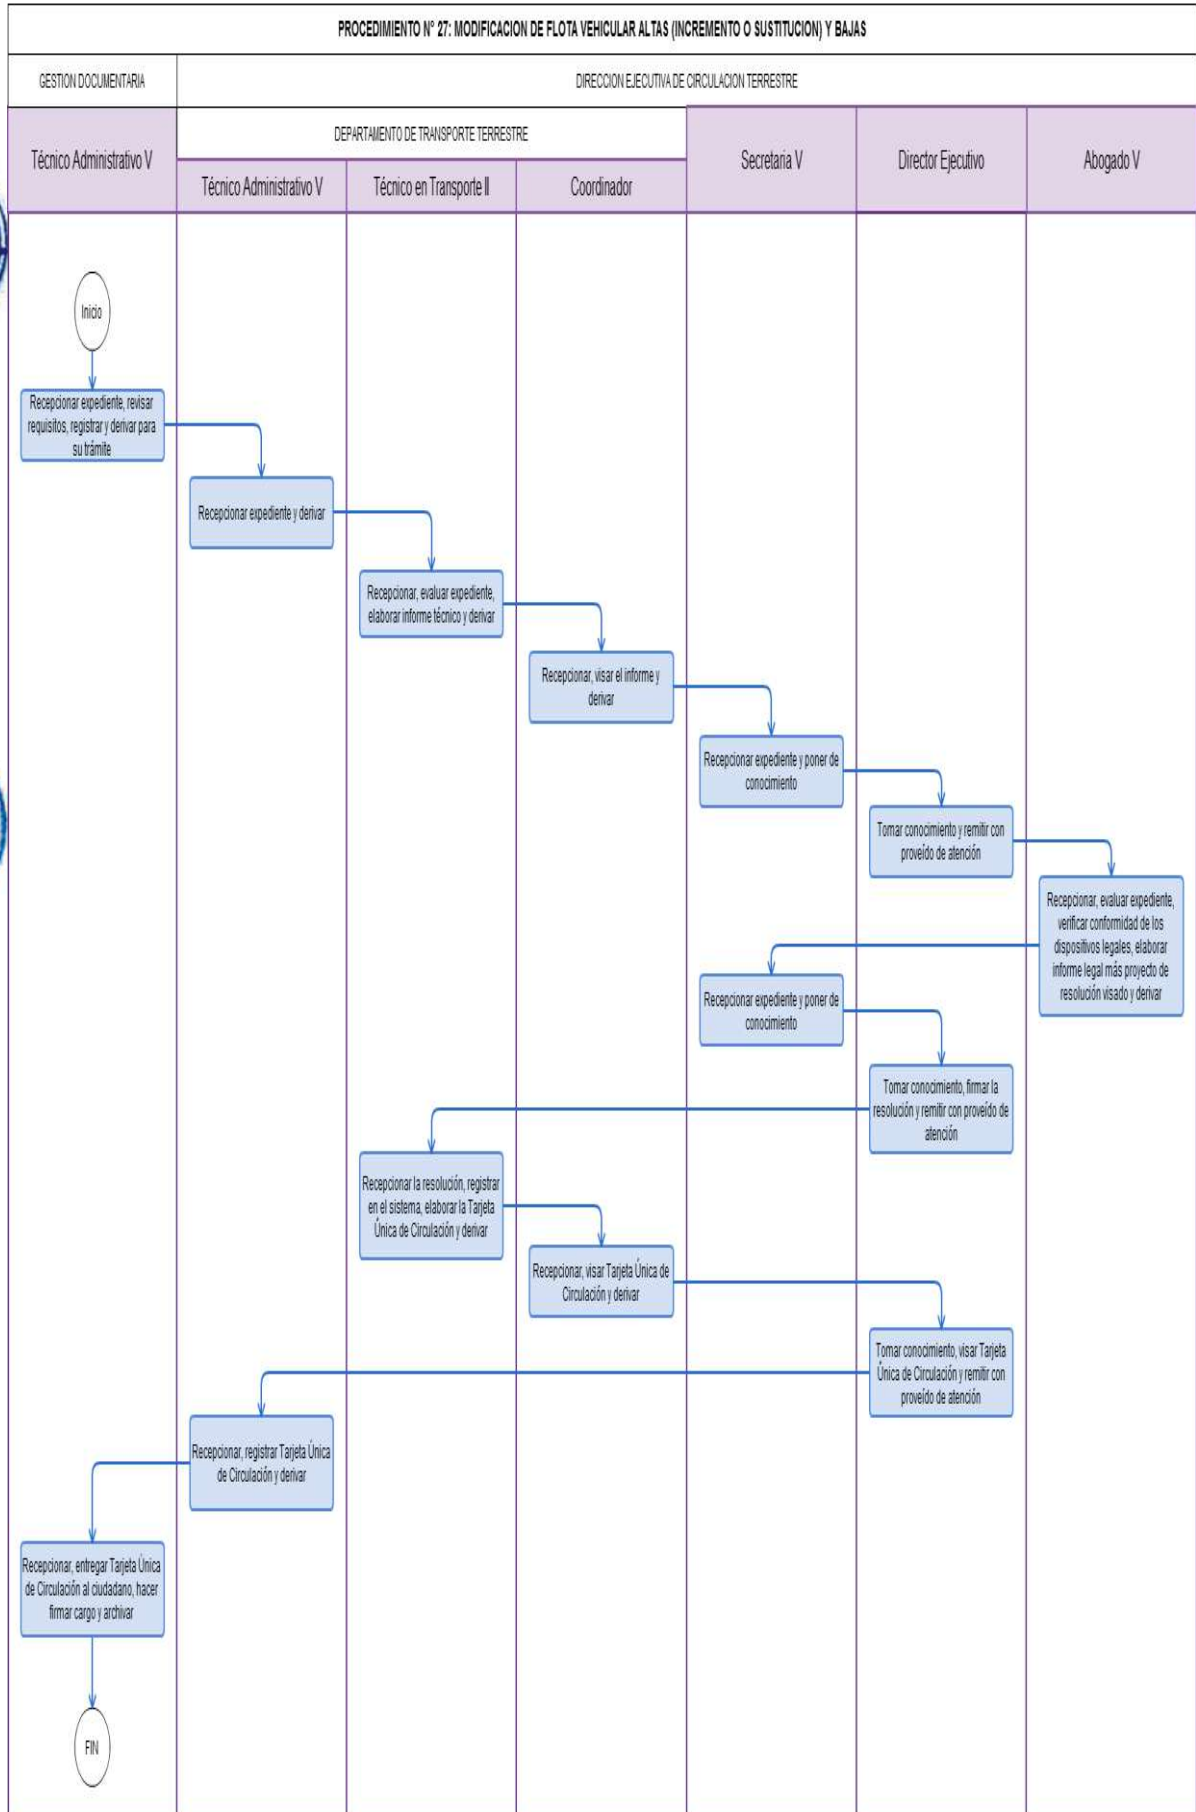 PROCEDIMIENTO N° 27: MODIFICACION DE FLOTA VEHICULAR ALTAS (INCREMENTO O SUSTITUCION) Y BAJAS
GESTION DOCUMENTARIA
DIRECCION EJECUTIVA DE CIRCULACION TERRESTRE
Técnico Administrativo V
DEPARTAMENTO DE TRANSPORTE TERRESTRE
Técnico Administrativo V
Técnico en Transporte II
Coordinador
Secretaria V
Director Ejecutivo
Abogado V
Inicio
Recepcionar expediente, revisar
requisitos, registrar y derivar para
su trámite
Recepcionar expediente y derivar
Recepcionar, evaluar expediente,
elaborar informe técnico y derivar
Recepcionar, visar el informe y
derivar
Recepcionar expediente y poner de
conocimiento
Tomar conocimiento y remitir con
proveído de atención
Recepcionar, evaluar expediente,
verificar conformidad de los
dispositivos legales, elaborar
informe legal más proyecto de
resolución visado y derivar
Recepcionar expediente y poner de
conocimiento
Tomar conocimiento, firmar la
resolución y remitir con proveído de
atención
Recepcionar la resolución, registrar
en el sistema, elaborar la Tarjeta
Única de Circulación y derivar
Recepcionar, visar Tarjeta Única de
Circulación y derivar
Tomar conocimiento, visar Tarjeta
Única de Circulación y remitir con
proveído de atención
Recepcionar, registrar Tarjeta Única
de Circulación y derivar
Recepcionar, entregar Tarjeta Única
de Circulación al ciudadano, hacer
firmar cargo y archivar
FIN